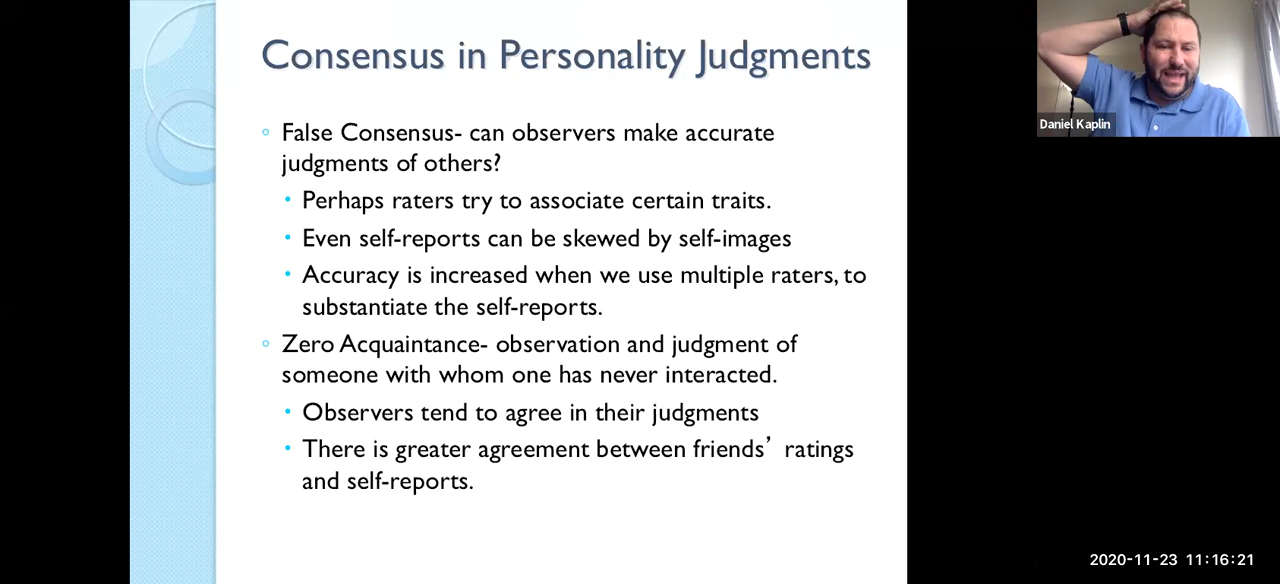 Consensus in Personality Judgments
False Consensus- can observers make accurate
judgments of others?
Perhaps raters try to associate certain traits.
Even self-reports can be skewed by self-images
Accuracy is increased when we use multiple raters, to
substantiate the self-reports.
Zero Acquaintance- observation and judgment of
someone with whom one has never interacted.
Observers tend to agree in their judgments
There is greater agreement between friends’ ratings
and self-reports.
Daniel Kaplin
2020-11-23 11:16:21